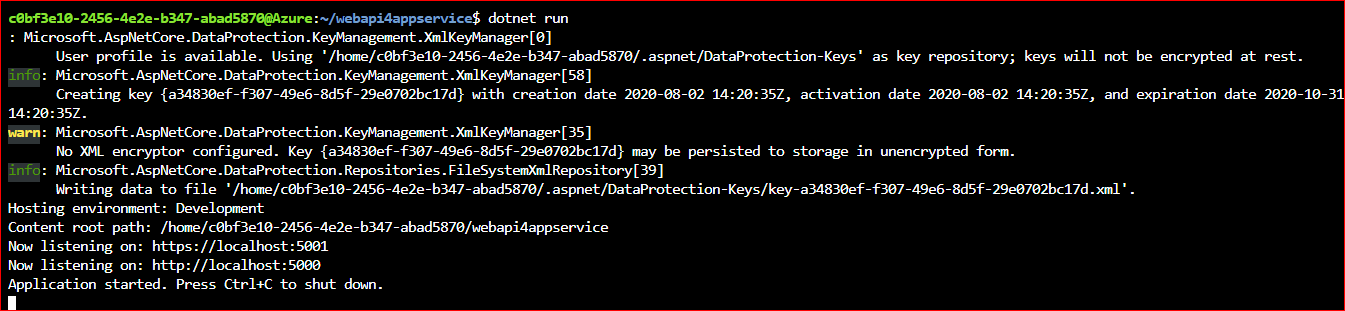 c0bf3e10-2456-4e2e-b347-abad5870@Azure:~/webapi4appservice$ dotnet run
: Microsoft.AspNetCore.DataProtection.KeyManagement.XmlKeyManager[0]
User profile is available. Using '/home/c0bf3e10-2456-4e2e-b347-abad5870/.aspnet/DataProtection-Keys' as key repository; keys will not be encrypted at rest.
info: Microsoft.AspNetCore.DataProtection.KeyManagement.XmlKeyManager[58]
Creating key {a34830ef-f307-49e6-8d5f-29e0702bc17d} with creation date 2020-08-02 14:20:35Z, activation date 2020-08-02 14:20:35Z, and expiration date 2020-10-31
14:20:35Z.
warn: Microsoft.AspNetCore.DataProtection.KeyManagement.XmlKeyManager[35]
No XML encryptor configured. Key {a34830ef-f307-49e6-8d5f-29e0702bc17d} may be persisted to storage in unencrypted form.
info: Microsoft.AspNetCore.DataProtection.Repositories.FileSystemXmlRepository[39]
Writing data to file '/home/c0bf3e10-2456-4e2e-b347-abad5870/.aspnet/DataProtection-Keys/key-a34830ef-f307-49e6-8d5f-29e0702bc17d.xml'.
Hosting environment: Development
Content root path: /home/c0bf3e10-2456-4e2e-b347-abad5870/webapi4appservice
Now listening on: https://localhost:5001
Now listening on: http://localhost:5000
Application started. Press Ctrl+C to shut down.